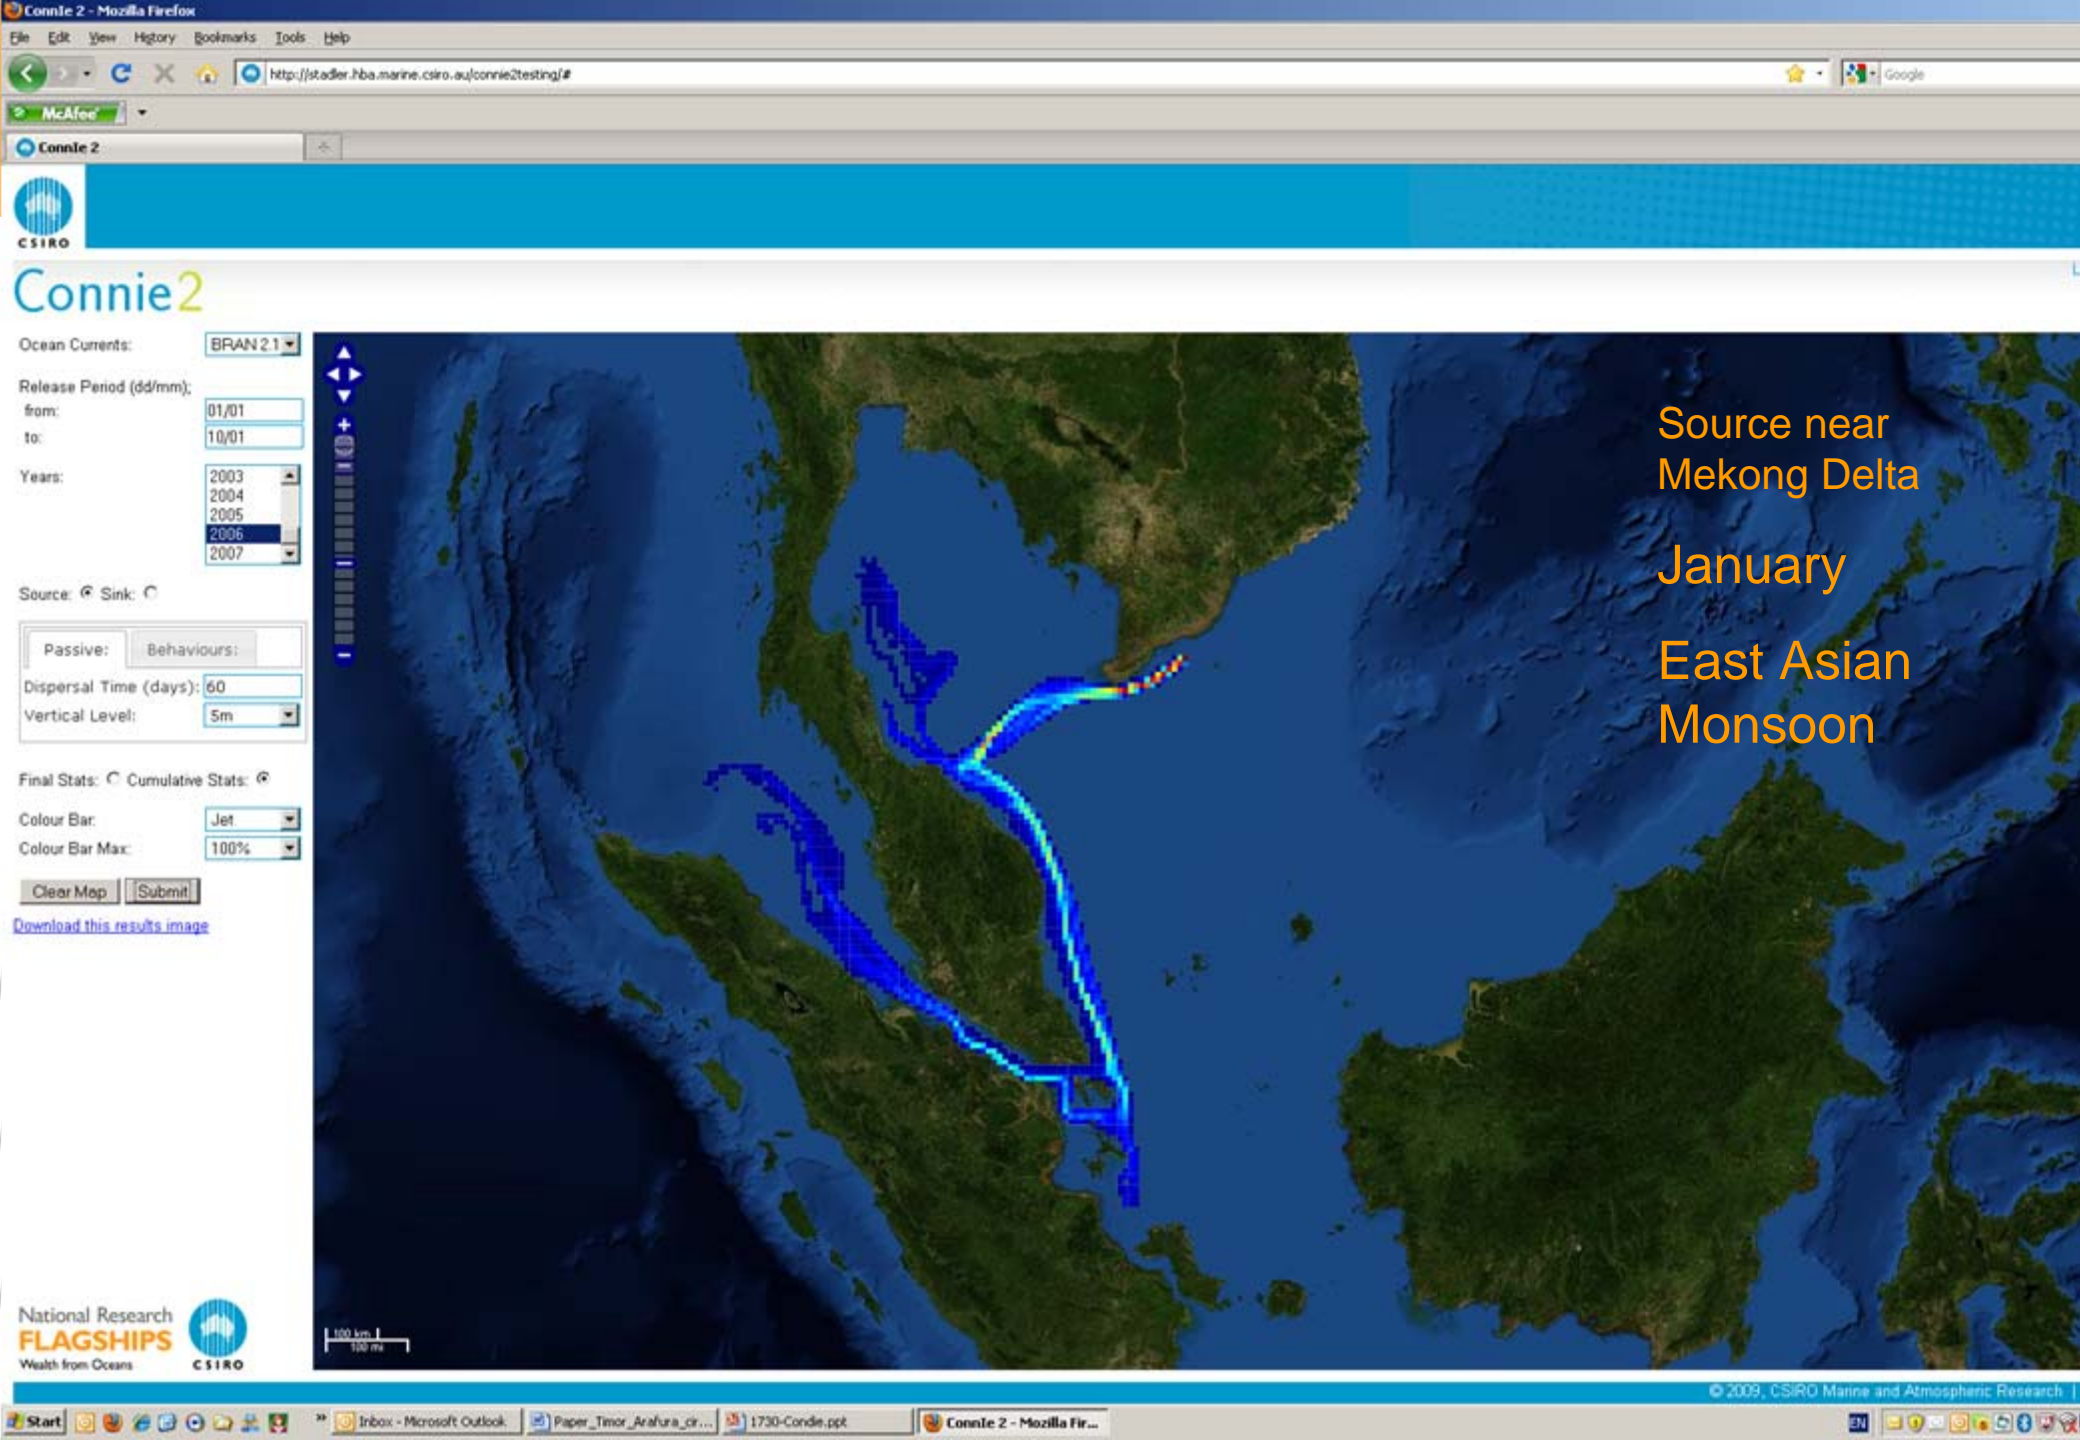 ConnIe 2 - Mozilla Firefox
File Edit View History Bookmarks Tools Help
http://stadler.hba.marine.csiro.au/connie2testing/#
Google
McAfee
ConnIe 2
CSIRO
Connie2
Ocean Currents: BRAN 2.1
Release Period (dd/mm);
from: 01/01
to: 10/01
Years: 2003
2004
2005
2006
2007
Source: Sink:
Passive: Behaviours:
Dispersal Time (days): 60
Vertical Level: 5m
Final Stats: Cumulative Stats:
Colour Bar: Jet
Colour Bar Max: 100%
Clear Map Submit
Download this results image
Source near
Mekong Delta
January
East Asian
Monsoon
National Research
FLAGSHIPS
Wealth from Oceans
CSIRO
100 km
100 mi
© 2009, CSIRO Marine and Atmospheric Research |
Start » Inbox - Microsoft Outlook Paper_Timor_Arafura_cir... 1730-Condie.ppt ConnIe 2 - Mozilla Fir... EN